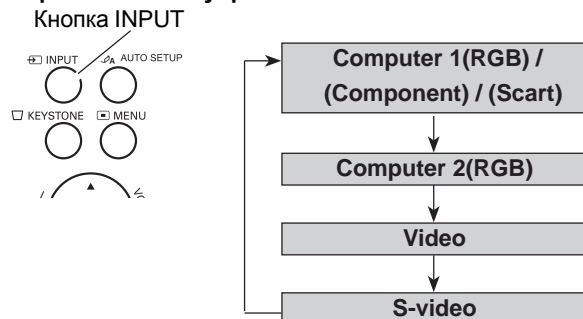 Кнопка INPUT
INPUT
AUTO SETUP
KEYSTONE
MENU
Computer 1(RGB) /
(Component) / (Scart)
Computer 2(RGB)
Video
S-video